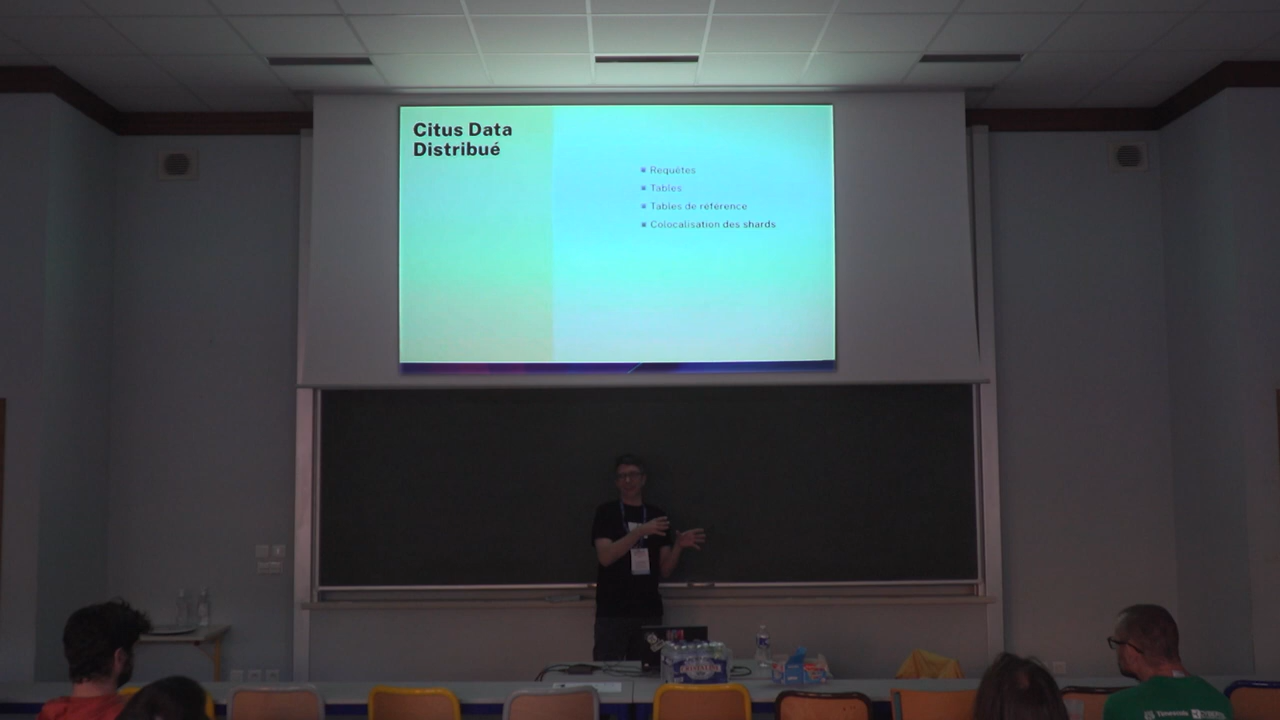 Citus Data
Distribué
Requêtes
Tables
Tables de référence
Colocalisation des shards